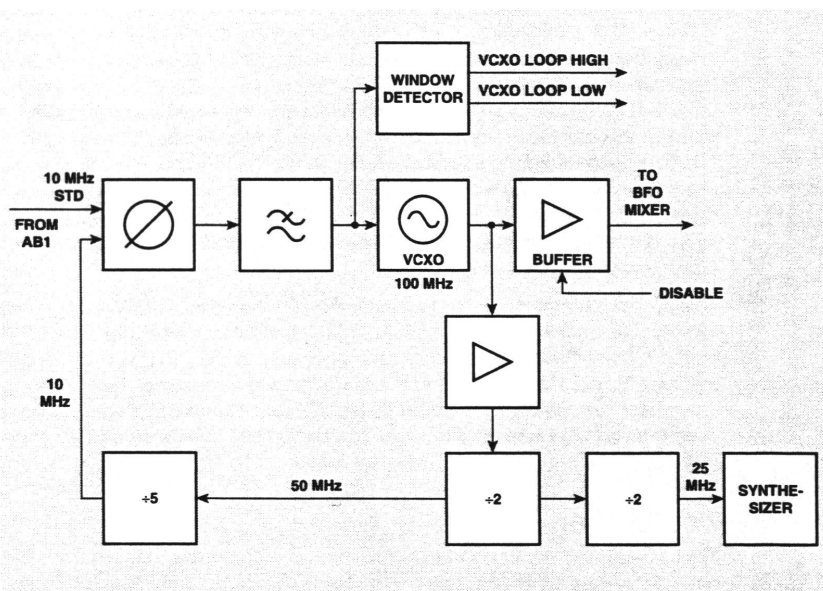 VCXO LOOP HIGH
WINDOW
DETECTOR
VCXO LOOP LOW
10 MHz
STD
FROM
AB1
TO
BFO
MIXER
VCXO
100 MHz
BUFFER
DISABLE
10
MHz
÷5
50 MHz
÷2
÷2
25
MHz
SYNTHE-
SIZER